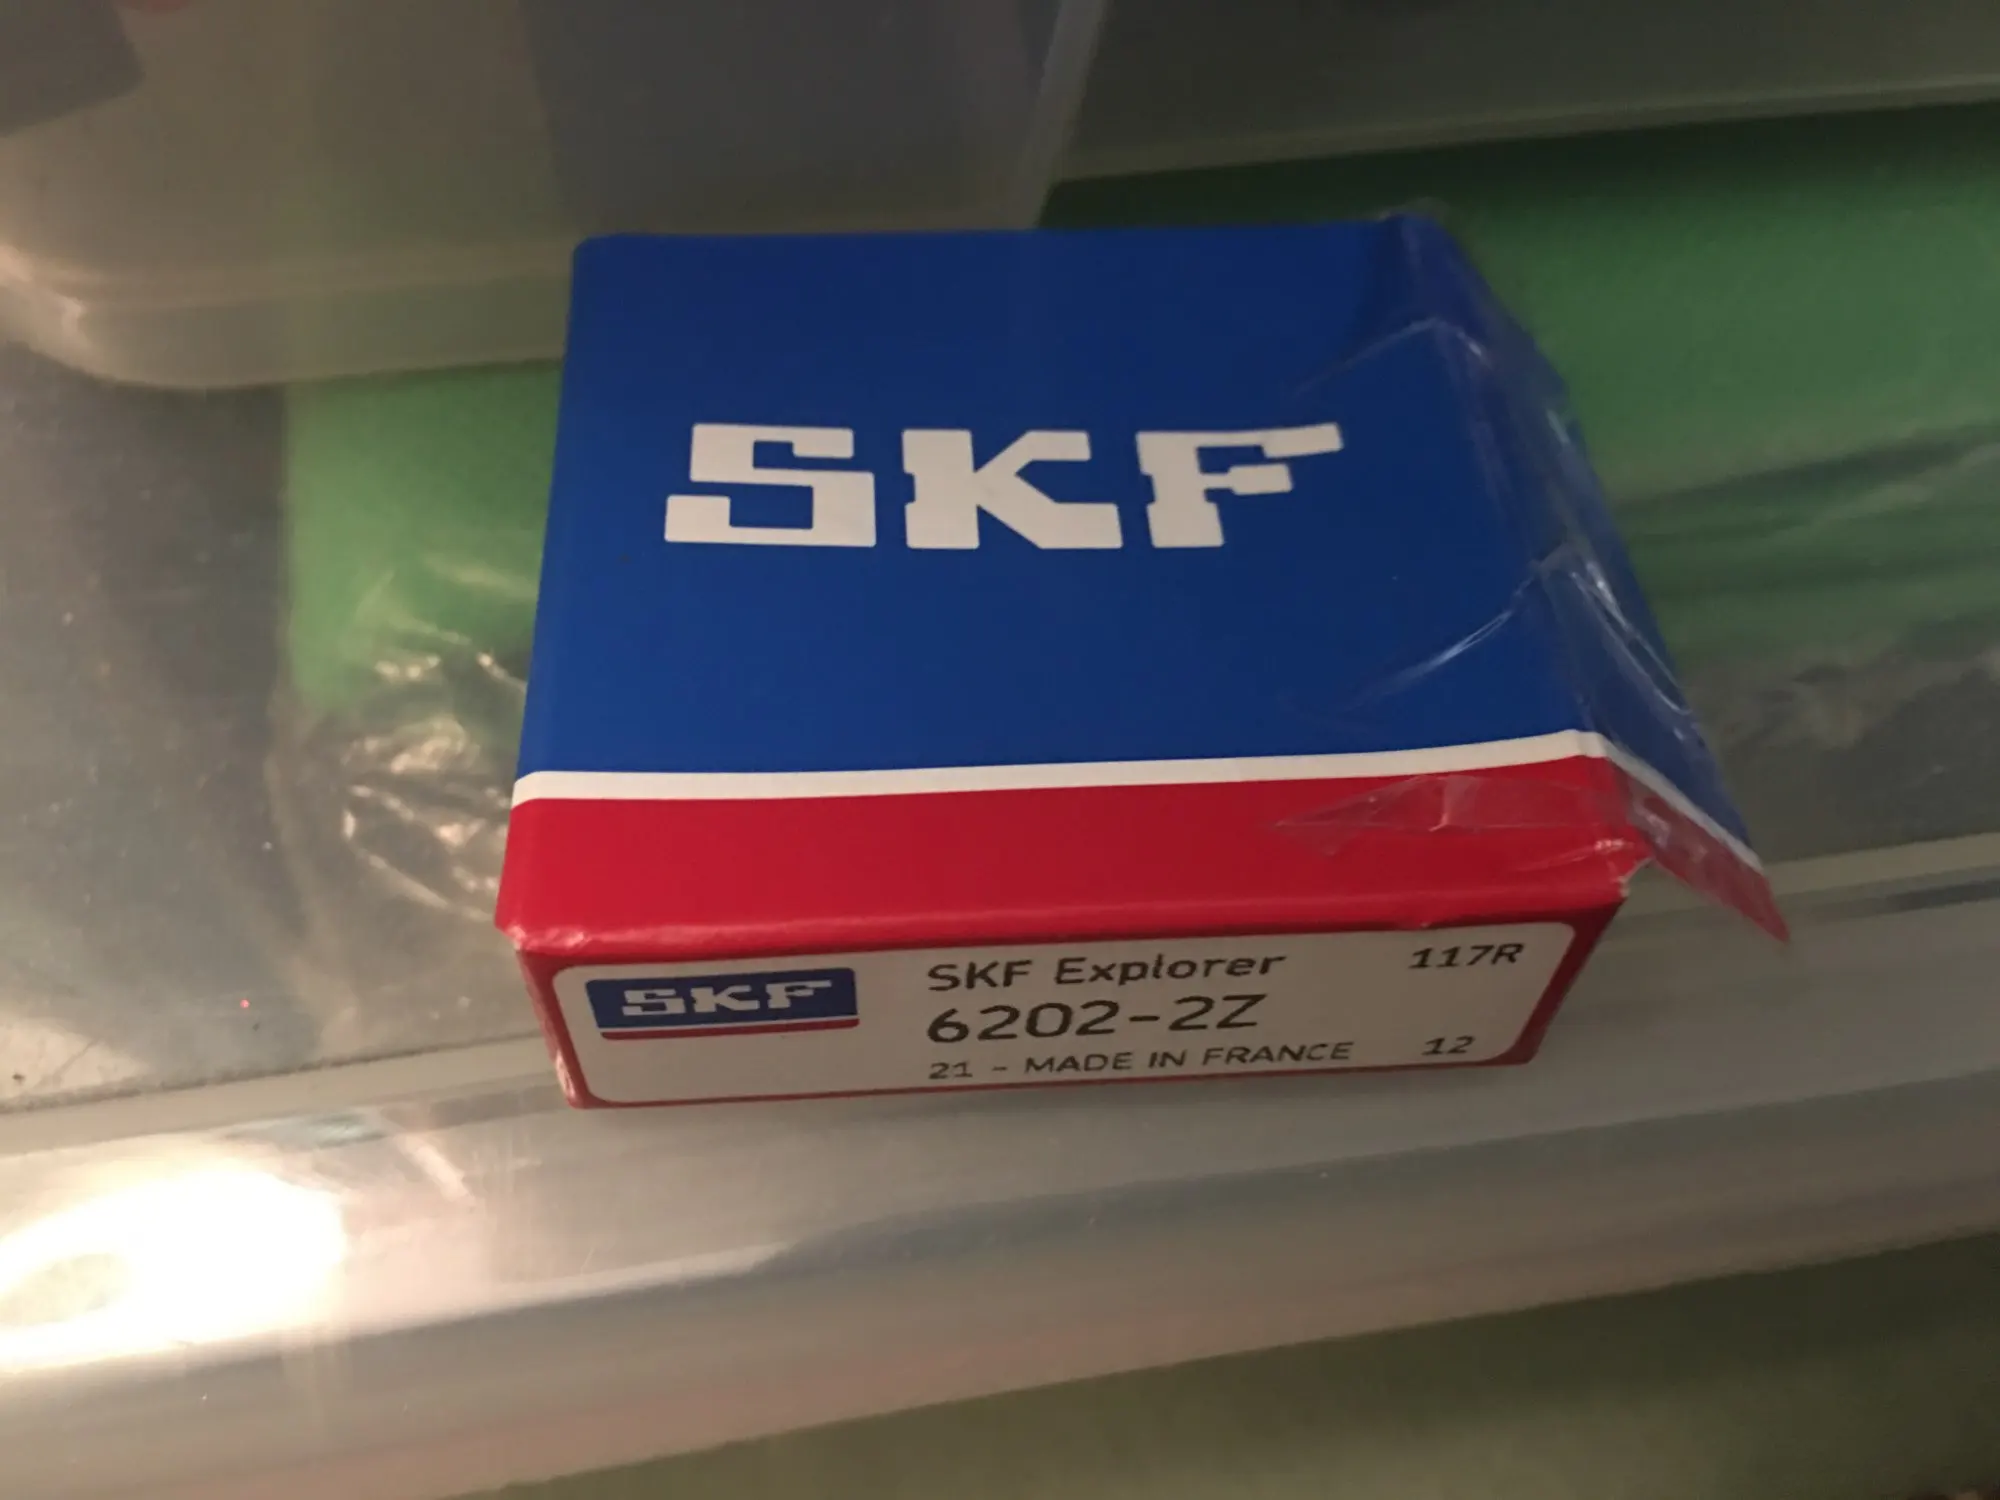 SKF
SKF
SKF Explorer
117R
6202-2Z
21 - MADE IN FRANCE
12